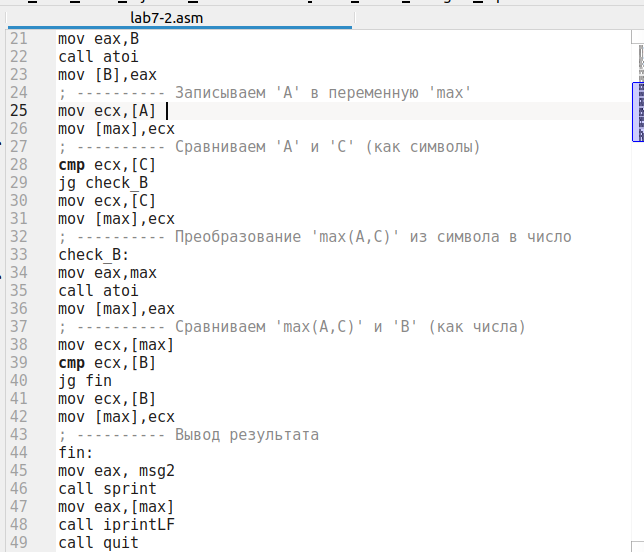 lab7-2.asm
21 mov eax,B
22 call atoi
23 mov [B],eax
24 ; ---------- Записываем 'A' в переменную 'max'
25 mov ecx,[A]
26 mov [max],ecx
27 ; ---------- Сравниваем 'A' и 'C' (как символы)
28 cmp ecx,[C]
29 jg check_B
30 mov ecx,[C]
31 mov [max],ecx
32 ; ---------- Преобразование 'max(A,C)' из символа в число
33 check_B:
34 mov eax,max
35 call atoi
36 mov [max],eax
37 ; ---------- Сравниваем 'max(A,C)' и 'B' (как числа)
38 mov ecx,[max]
39 cmp ecx,[B]
40 jg fin
41 mov ecx,[B]
42 mov [max],ecx
43 ; ---------- Вывод результата
44 fin:
45 mov eax, msg2
46 call sprint
47 mov eax,[max]
48 call iprintLF
49 call quit